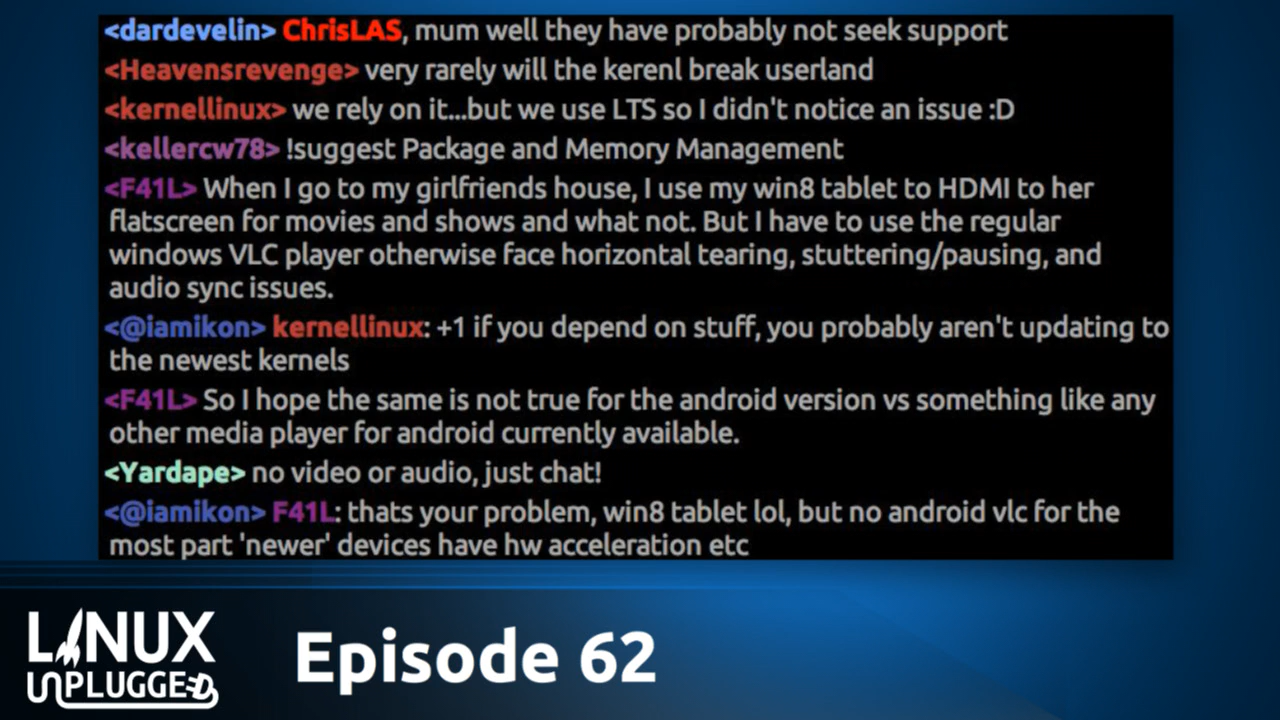 <dardevelin> ChrisLAS, mum well they have probably not seek support
<Heavensrevenge> very rarely will the kerenl break userland
<kernellinux> we rely on it...but we use LTS so I didn't notice an issue :D
<kellercw78> !suggest Package and Memory Management
<F41L> When I go to my girlfriends house, I use my win8 tablet to HDMI to her
flatscreen for movies and shows and what not. But I have to use the regular
windows VLC player otherwise face horizontal tearing, stuttering/pausing, and
audio sync issues.
<@iamikon> kernellinux: +1 if you depend on stuff, you probably aren't updating to
the newest kernels
<F41L> So I hope the same is not true for the android version vs something like any
other media player for android currently available.
<Yardape> no video or audio, just chat!
<@iamikon> F41L: thats your problem, win8 tablet lol, but no android vlc for the
most part 'newer' devices have hw acceleration etc
LINUX
UNPLUGGED
Episode 62